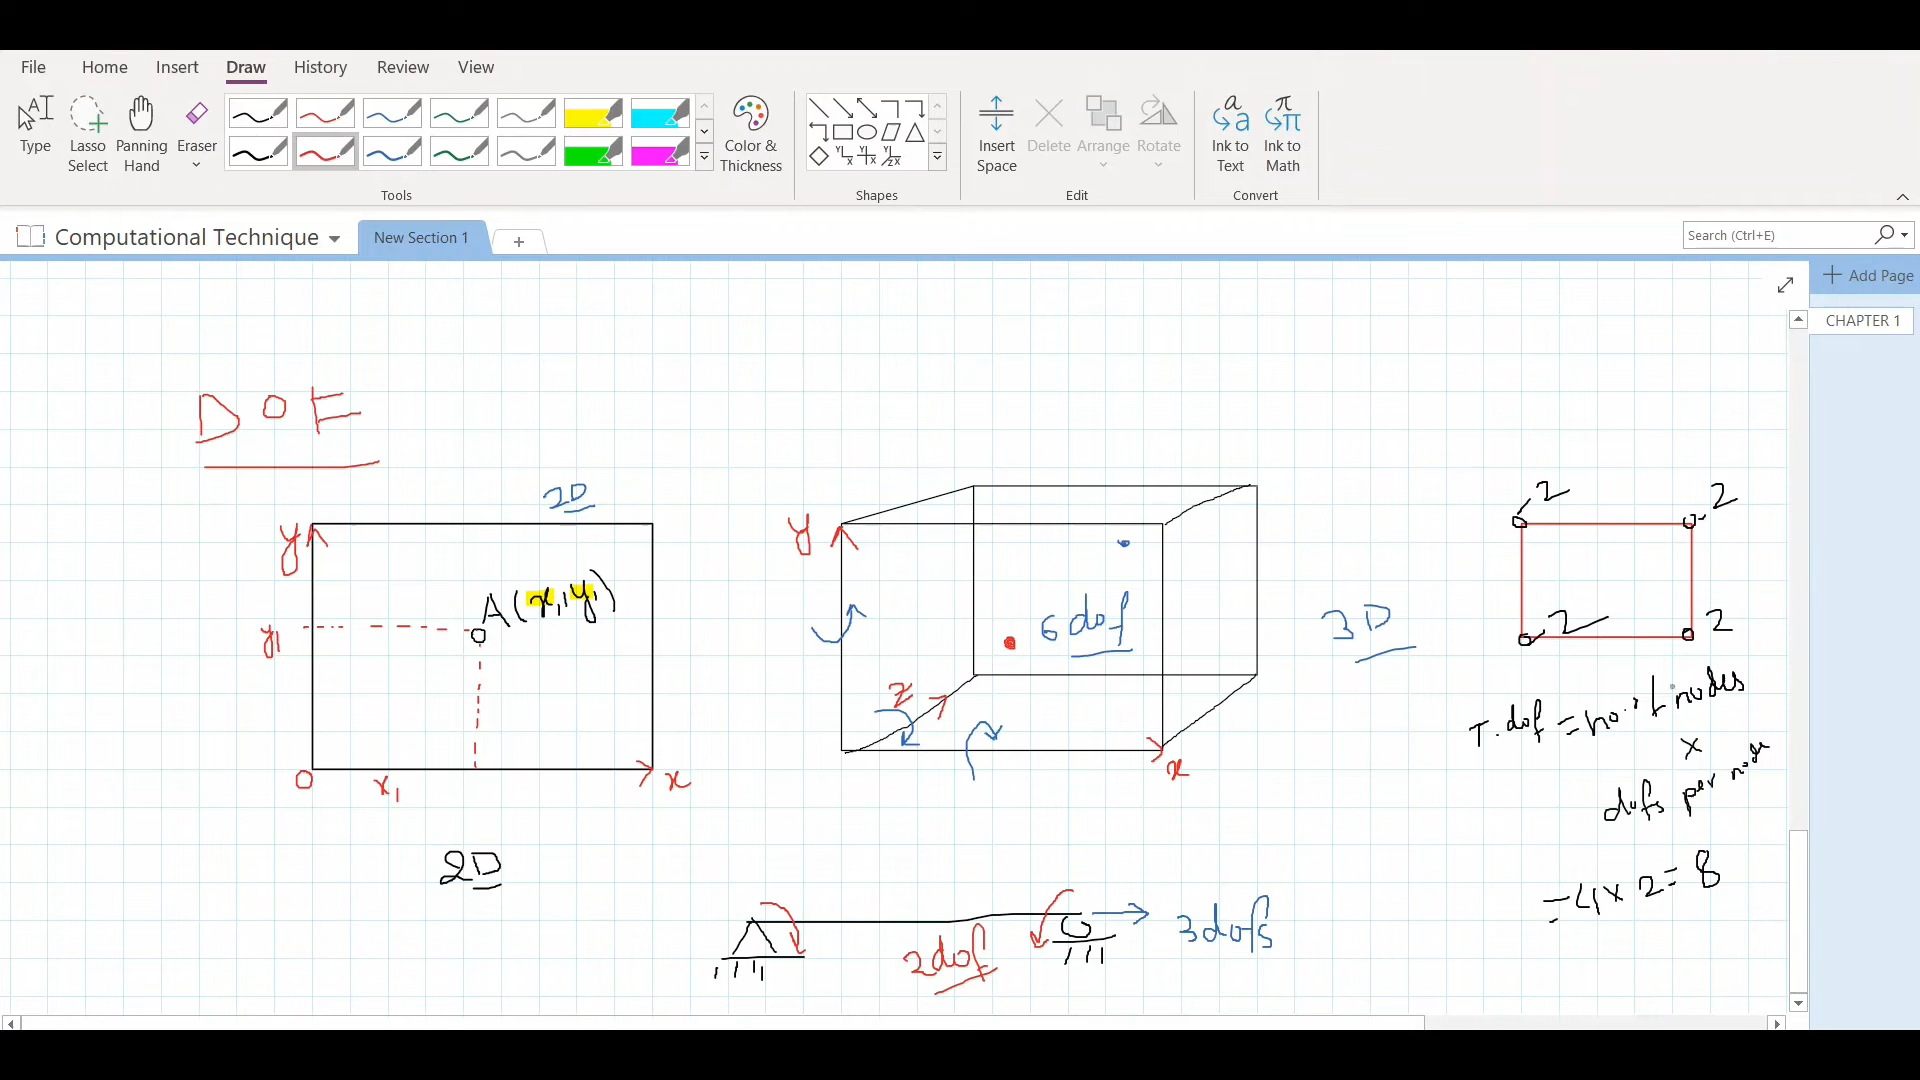 File Home Insert Draw History Review View
Type
Lasso Select
Panning Hand
Eraser
Color & Thickness
Insert Space
Delete
Arrange
Rotate
Ink to Text
Ink to Math
Tools
Shapes
Edit
Convert
Computational Technique
New Section 1
Search (Ctrl+E)
Add Page
CHAPTER 1
DOF
2D
y
A(x₁,y₁)
y₁
O
x₁
x
2D
y
6 dof
z
x
3D
2
2
2
2
T. dof = no. of nodes
×
dofs per node
= 4 × 2 = 8
2dof
3dofs